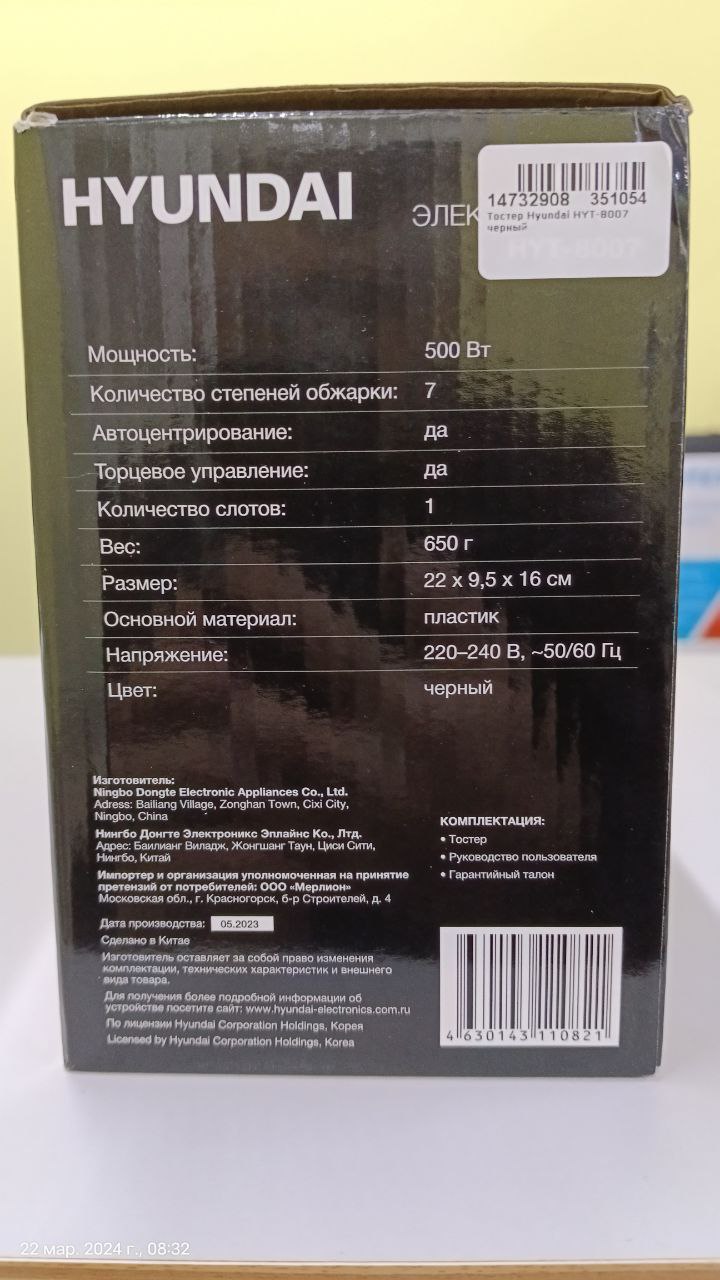 HYUNDAI
ЭЛЕК
14732908 351054
Тостер Hyundai HYT-8007
черный
HYT-8007
Мощность: 500 Вт
Количество степеней обжарки: 7
Автоцентрирование: да
Торцевое управление: да
Количество слотов: 1
Вес: 650 г
Размер: 22 x 9,5 x 16 см
Основной материал: пластик
Напряжение: 220–240 В, ~50/60 Гц
Цвет: черный
Изготовитель:
Ningbo Dongte Electronic Appliances Co., Ltd.
Adress: Bailiang Village, Zonghan Town, Cixi City,
Ningbo, China
Нингбо Донгте Электроникс Эплайнс Ко., Лтд.
Адрес: Баилианг Виладж, Жонгшанг Таун, Циси Сити,
Нингбо, Китай
Импортер и организация уполномоченная на принятие
претензий от потребителей: ООО «Мерлион»
Московская обл., г. Красногорск, б-р Строителей, д. 4
Дата производства: 05.2023
Сделано в Китае
Изготовитель оставляет за собой право изменения
комплектации, технических характеристик и внешнего
вида товара.
Для получения более подробной информации об
устройстве посетите сайт: www.hyundai-electronics.com.ru
По лицензии Hyundai Corporation Holdings, Корея
Licensed by Hyundai Corporation Holdings, Korea
КОМПЛЕКТАЦИЯ:
• Тостер
• Руководство пользователя
• Гарантийный талон
4 630143 110821
22 мар. 2024 г., 08:32